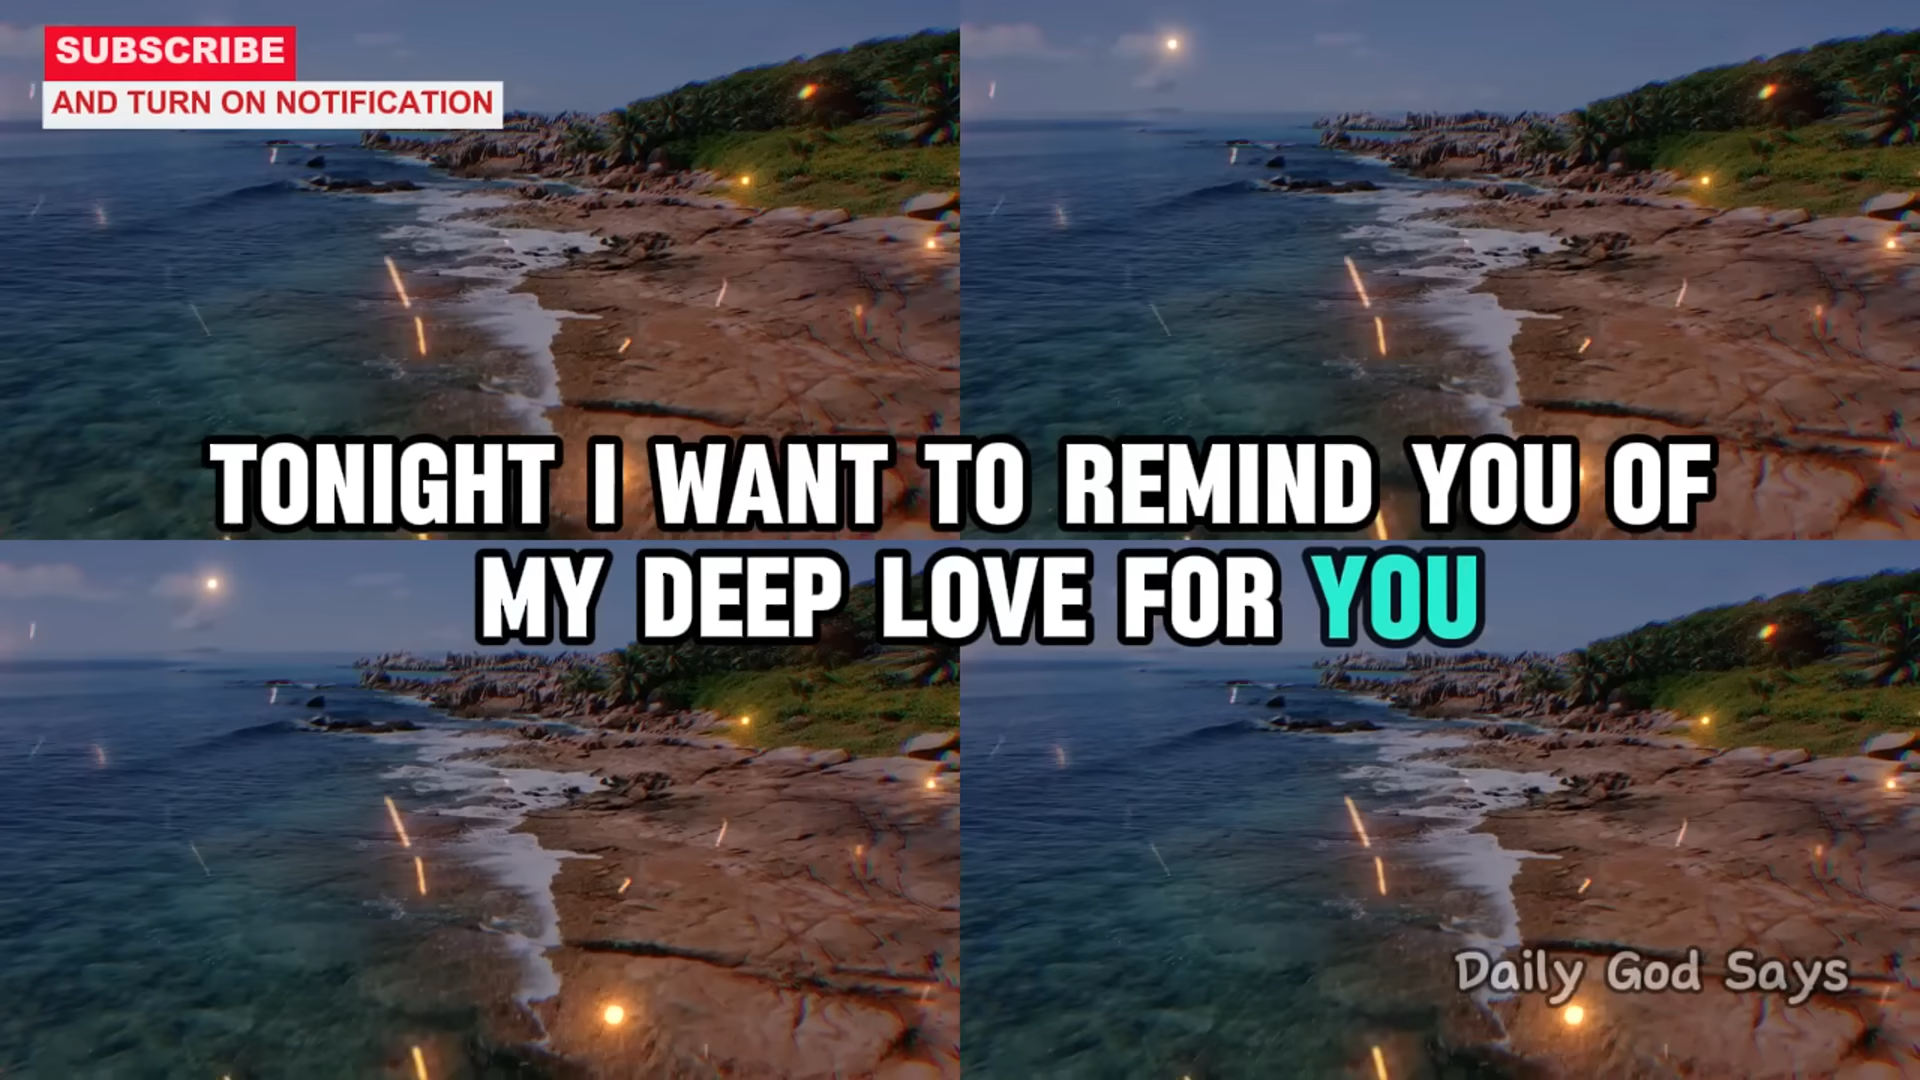 SUBSCRIBE
AND TURN ON NOTIFICATION
TONIGHT I WANT TO REMIND YOU OF
MY DEEP LOVE FOR YOU
Daily God Says